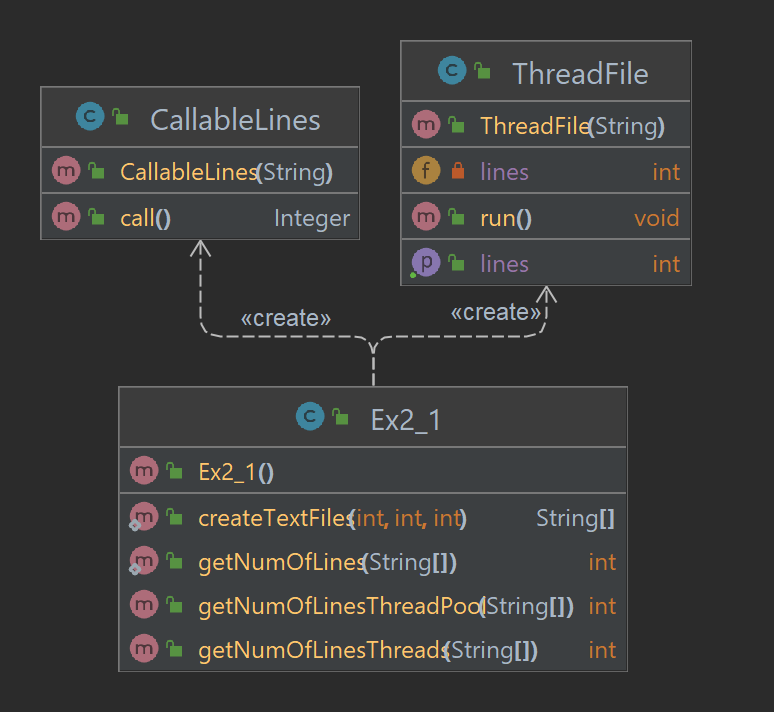 CallableLines
CallableLines(String)
call() Integer
ThreadFile
ThreadFile(String)
lines int
run() void
lines int
«create»
«create»
Ex2_1
Ex2_1()
createTextFiles(int, int, int) String[]
getNumOfLines(String[]) int
getNumOfLinesThreadPool(String[]) int
getNumOfLinesThreads(String[]) int